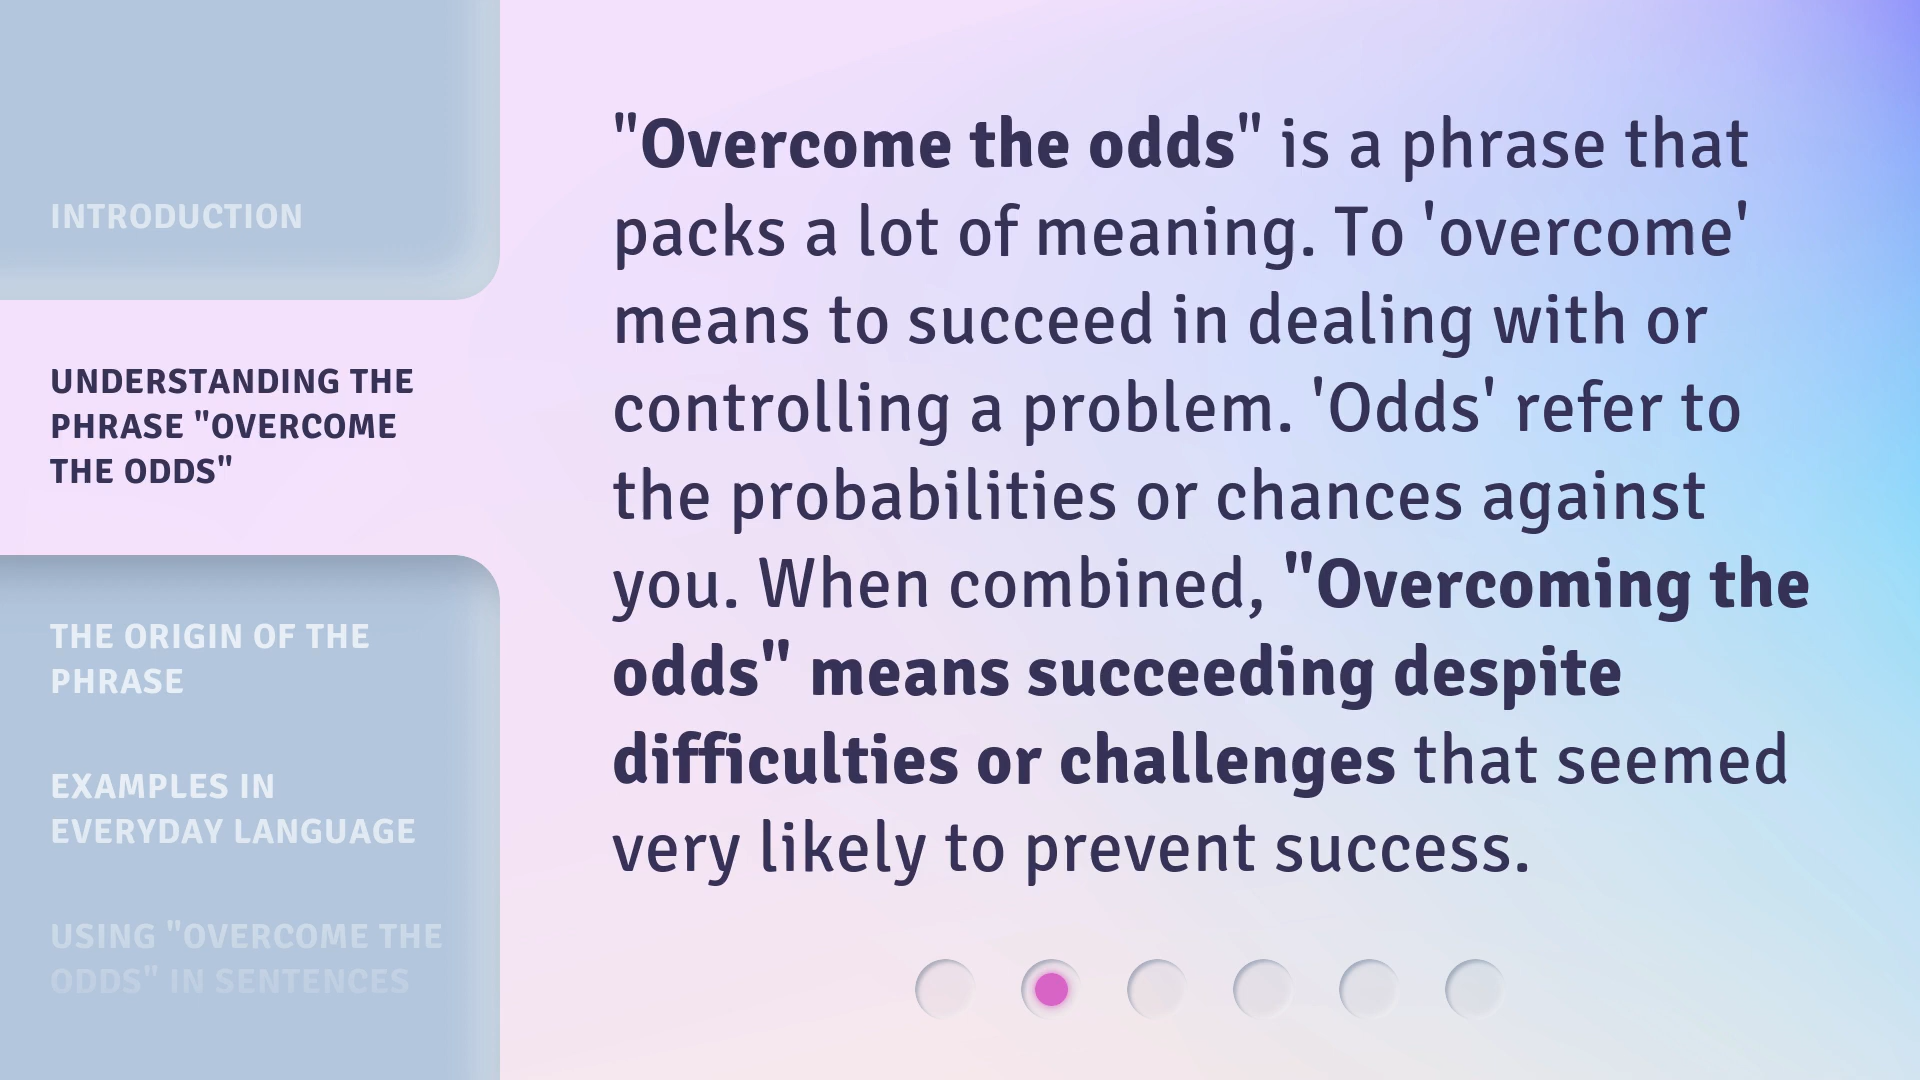 INTRODUCTION
UNDERSTANDING THE
PHRASE "OVERCOME
THE ODDS"
THE ORIGIN OF THE
PHRASE
EXAMPLES IN
EVERYDAY LANGUAGE
USING "OVERCOME THE
ODDS" IN SENTENCES
"Overcome the odds" is a phrase that
packs a lot of meaning. To 'overcome'
means to succeed in dealing with or
controlling a problem. 'Odds' refer to
the probabilities or chances against
you. When combined, "Overcoming the
odds" means succeeding despite
difficulties or challenges that seemed
very likely to prevent success.